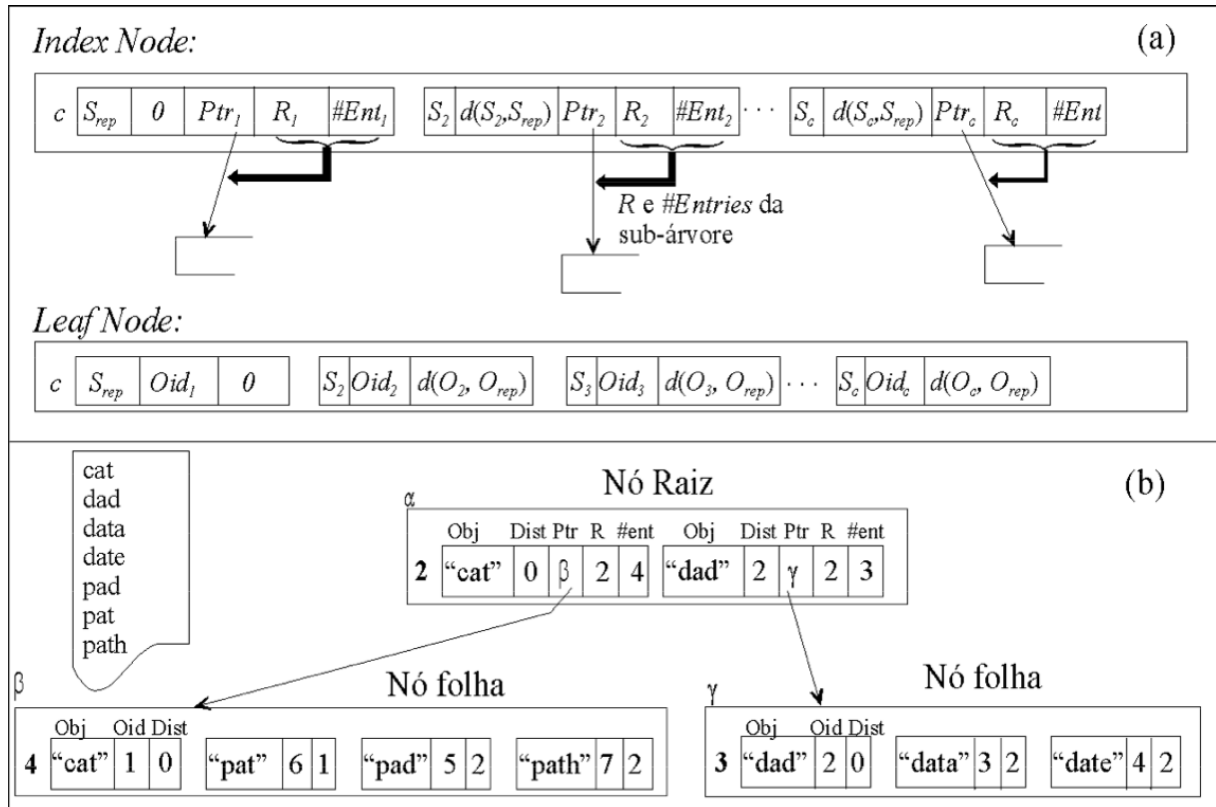 Index Node:
(a)
c S_rep 0 Ptr_1 R_1 #Ent_1 S_2 d(S_2,S_rep) Ptr_2 R_2 #Ent_2 ··· S_c d(S_c,S_rep) Ptr_c R_c #Ent
R e #Entries da
sub-árvore
Leaf Node:
c S_rep Oid_1 0 S_2 Oid_2 d(O_2, O_rep) S_3 Oid_3 d(O_3, O_rep) ··· S_c Oid_c d(O_c, O_rep)
cat
dad
data
date
pad
pat
path
Nó Raiz
(b)
α
Obj Dist Ptr R #ent Obj Dist Ptr R #ent
2 “cat” 0 β 2 4 “dad” 2 γ 2 3
β
Nó folha
Obj Oid Dist
4 “cat” 1 0 “pat” 6 1 “pad” 5 2 “path” 7 2
γ
Nó folha
Obj Oid Dist
3 “dad” 2 0 “data” 3 2 “date” 4 2